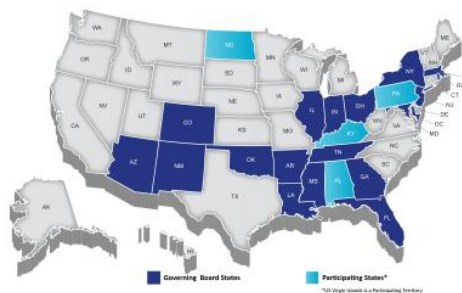 WA
OR
CA
ID
NV
MT
WY
UT
AZ
CO
NM
ND
SD
NE
KS
OK
TX
MN
IA
MO
AR
LA
WI
IL
MI
IN
OH
KY
TN
MS
AL
GA
FL
SC
NC
VA
WV
PA
NY
NH
ME
RI
CT
NJ
DE
DC
MD
AK
HI
Governing Board States
Participating States*
*US Virgin Islands is a Participating Territory